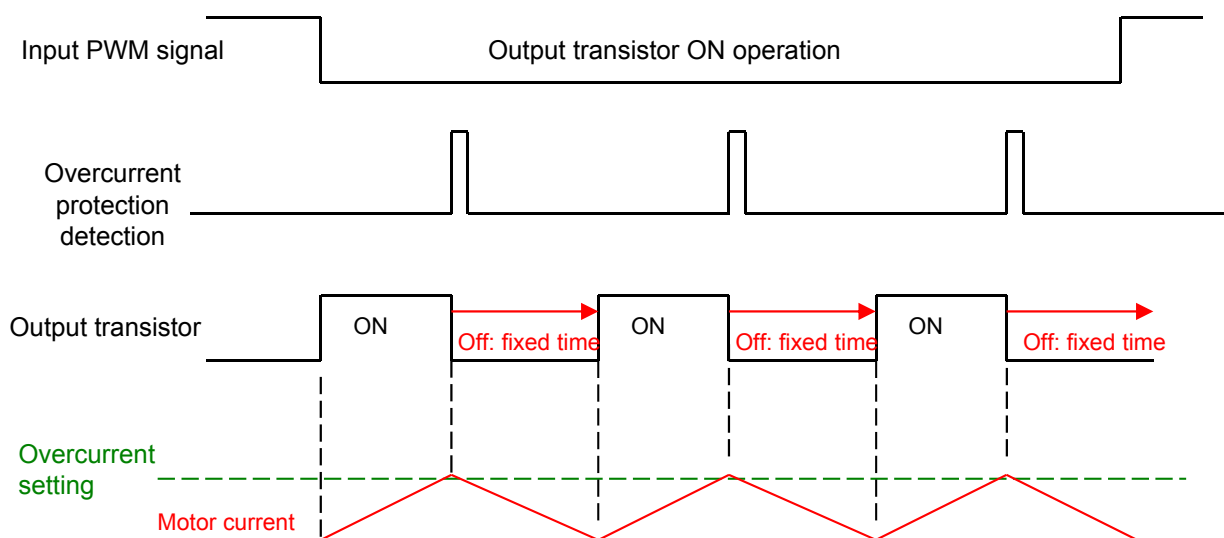 Input PWM signal
Output transistor ON operation
Overcurrent
protection
detection
Output transistor
ON
Off: fixed time
ON
Off: fixed time
ON
Off: fixed time
Overcurrent
setting
Motor current